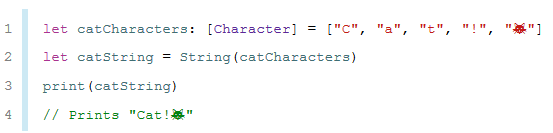 1 let catCharacters: [Character] = ["C", "a", "t", "!", "🐱"]
2 let catString = String(catCharacters)
3 print(catString)
4 // Prints "Cat!🐱"